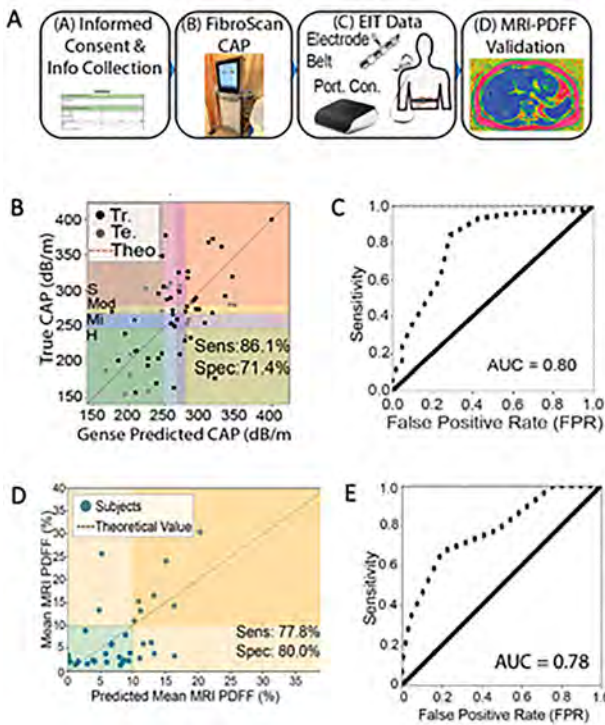 A
(A) Informed
Consent &
Info Collection
(B) FibroScan
CAP
(C) EIT Data
Electrode
Belt
Port. Con.
(D) MRI-PDFF
Validation
B
Tr.
Te.
Theo.
True CAP (dB/m)
400
350
300
250
200
150
S
Mod
Mi
H
Sens:86.1%
Spec:71.4%
150 200 250 300 350 400
Gense Predicted CAP (dB/m
C
Sensitivity
1.0
0.8
0.6
0.4
0.2
0.0
AUC = 0.80
0.0 0.2 0.4 0.6 0.8 1.0
False Positive Rate (FPR)
D
Mean MRI PDFF (%)
40
35
30
25
20
15
10
5
0
Subjects
Theoretical Value
Sens: 77.8%
Spec: 80.0%
0 5 10 15 20 25 30 35
Predicted Mean MRI PDFF (%)
E
Sensitivity
1.0
0.8
0.6
0.4
0.2
0.0
AUC = 0.78
0.0 0.2 0.4 0.6 0.8 1.0
False Positive Rate (FPR)